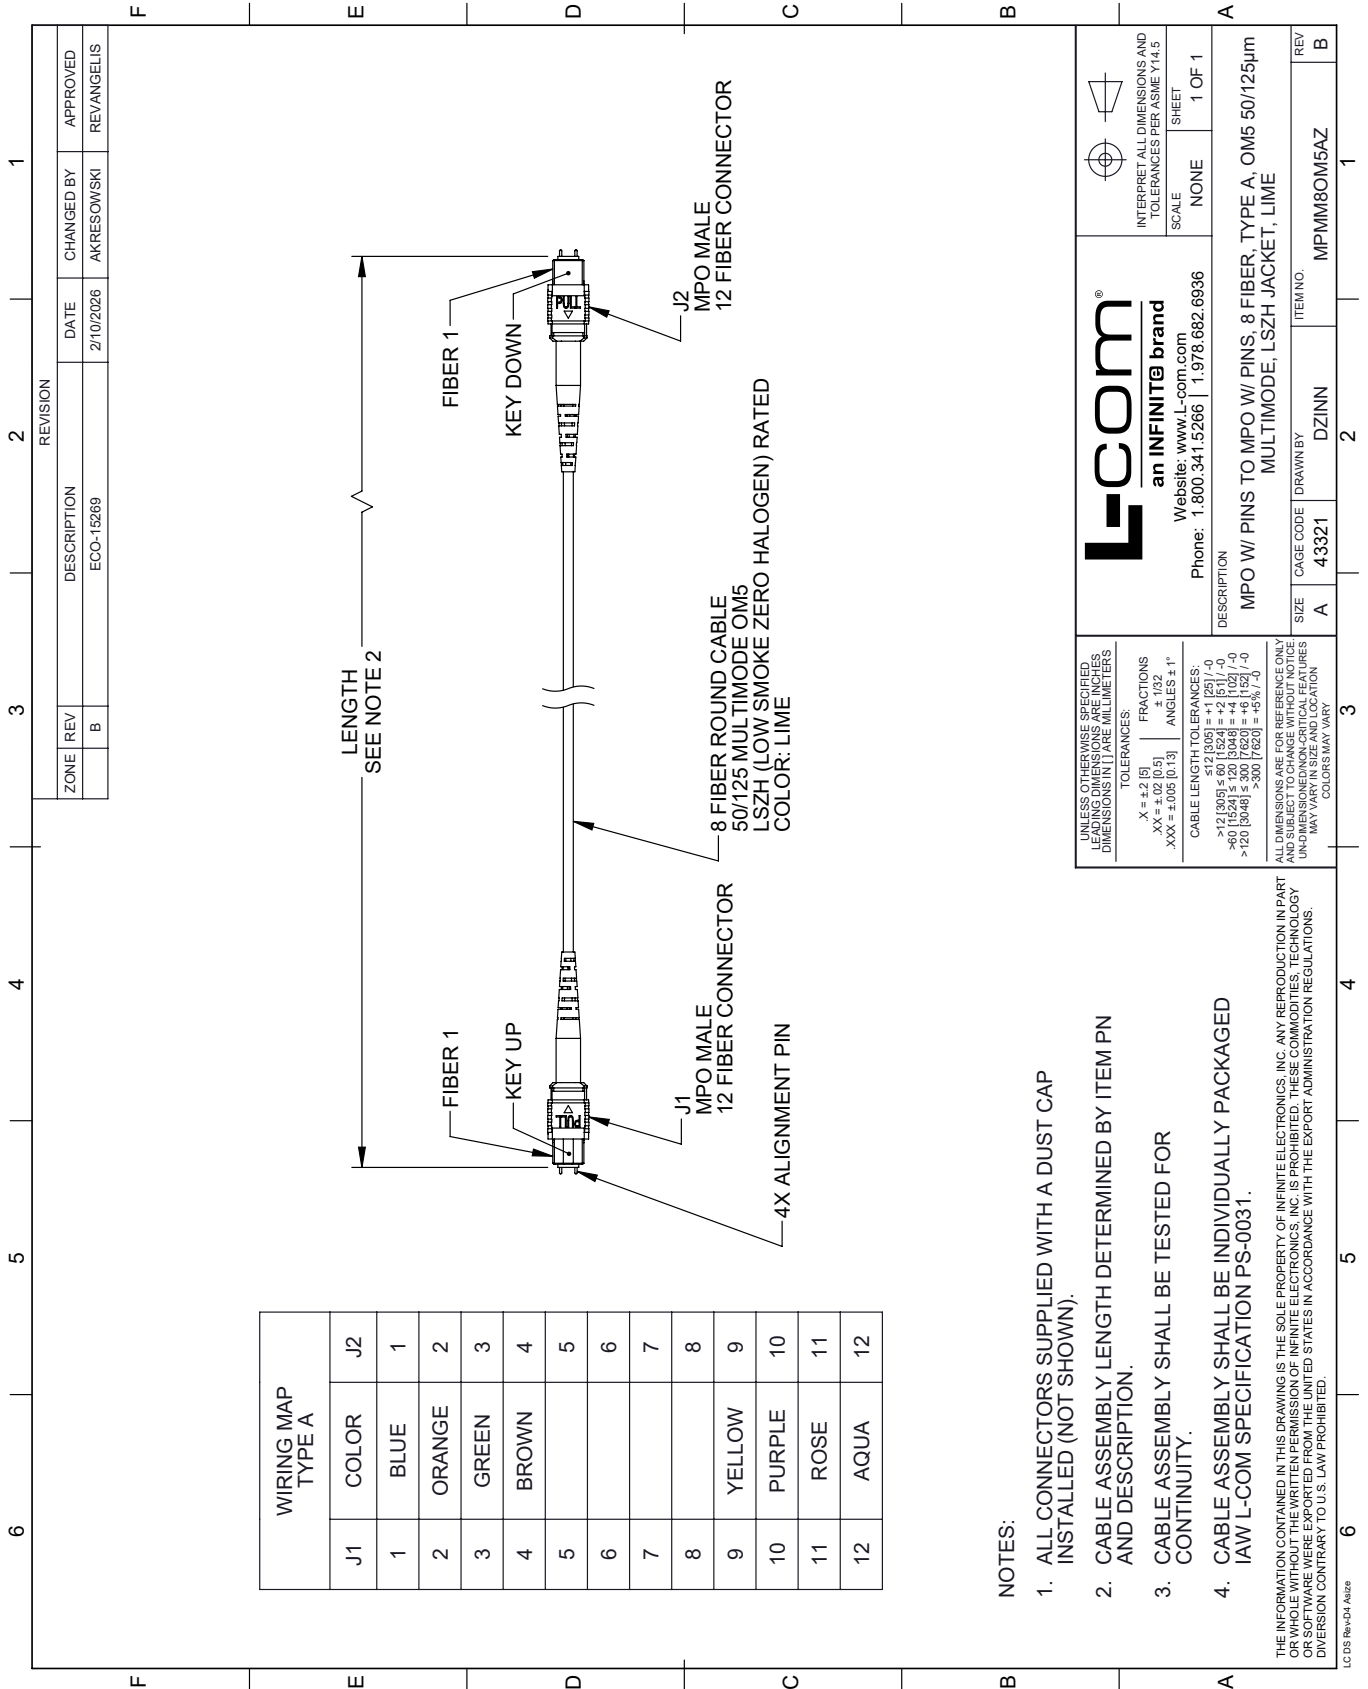 6
5
4
3
2
1
F
E
D
C
B
A
F
E
D
C
B
A
REVISION
ZONE REV DESCRIPTION DATE CHANGED BY APPROVED
B ECO-15269 2/10/2026 AKRESOWSKI REVANGELIS
WIRING MAP
TYPE A
J1 COLOR J2
1 BLUE 1
2 ORANGE 2
3 GREEN 3
4 BROWN 4
5 5
6 6
7 7
8 8
9 YELLOW 9
10 PURPLE 10
11 ROSE 11
12 AQUA 12
LENGTH
SEE NOTE 2
FIBER 1
KEY UP
PULL
J1
MPO MALE
12 FIBER CONNECTOR
4X ALIGNMENT PIN
8 FIBER ROUND CABLE
50/125 MULTIMODE OM5
LSZH (LOW SMOKE ZERO HALOGEN) RATED
COLOR: LIME
FIBER 1
KEY DOWN
PULL
J2
MPO MALE
12 FIBER CONNECTOR
NOTES:
1. ALL CONNECTORS SUPPLIED WITH A DUST CAP
INSTALLED (NOT SHOWN).
2. CABLE ASSEMBLY LENGTH DETERMINED BY ITEM PN
AND DESCRIPTION.
3. CABLE ASSEMBLY SHALL BE TESTED FOR
CONTINUITY.
4. CABLE ASSEMBLY SHALL BE INDIVIDUALLY PACKAGED
IAW L-COM SPECIFICATION PS-0031.
THE INFORMATION CONTAINED IN THIS DRAWING IS THE SOLE PROPERTY OF INFINITE ELECTRONICS, INC. ANY REPRODUCTION IN PART
OR WHOLE WITHOUT THE WRITTEN PERMISSION OF INFINITE ELECTRONICS, INC. IS PROHIBITED. THESE COMMODITIES, TECHNOLOGY
OR SOFTWARE WERE EXPORTED FROM THE UNITED STATES IN ACCORDANCE WITH THE EXPORT ADMINISTRATION REGULATIONS.
DIVERSION CONTRARY TO U.S. LAW PROHIBITED.
UNLESS OTHERWISE SPECIFIED
LEADING DIMENSIONS ARE INCHES
DIMENSIONS IN [ ] ARE MILLIMETERS
TOLERANCES:
.X = ±.2 [5] FRACTIONS
.XX = ±.02 [0.5] ± 1/32
.XXX = ±.005 [0.13] ANGLES ± 1°
CABLE LENGTH TOLERANCES:
≤12 [305] = +1 [25] / -0
>12 [305] ≤ 60 [1524] = +2 [51] / -0
>60 [1524] ≤ 120 [3048] = +4 [102] / -0
>120 [3048] ≤ 300 [7620] = +6 [152] / -0
>300 [7620] = +5% / -0
ALL DIMENSIONS ARE FOR REFERENCE ONLY
AND SUBJECT TO CHANGE WITHOUT NOTICE.
UN-DIMENSIONED/NON-CRITICAL FEATURES
MAY VARY IN SIZE AND LOCATION
COLORS MAY VARY
L-com®
an INFINITE brand
Website: www.L-com.com
Phone: 1.800.341.5266 | 1.978.682.6936
INTERPRET ALL DIMENSIONS AND
TOLERANCES PER ASME Y14.5
SCALE SHEET
NONE 1 OF 1
DESCRIPTION
MPO W/ PINS TO MPO W/ PINS, 8 FIBER, TYPE A, OM5 50/125µm
MULTIMODE, LSZH JACKET, LIME
SIZE CAGE CODE DRAWN BY ITEM NO. REV
A 43321 DZINN MPMM8OM5AZ B
6
5
4
3
2
1
LC DS Rev-D4 Asize